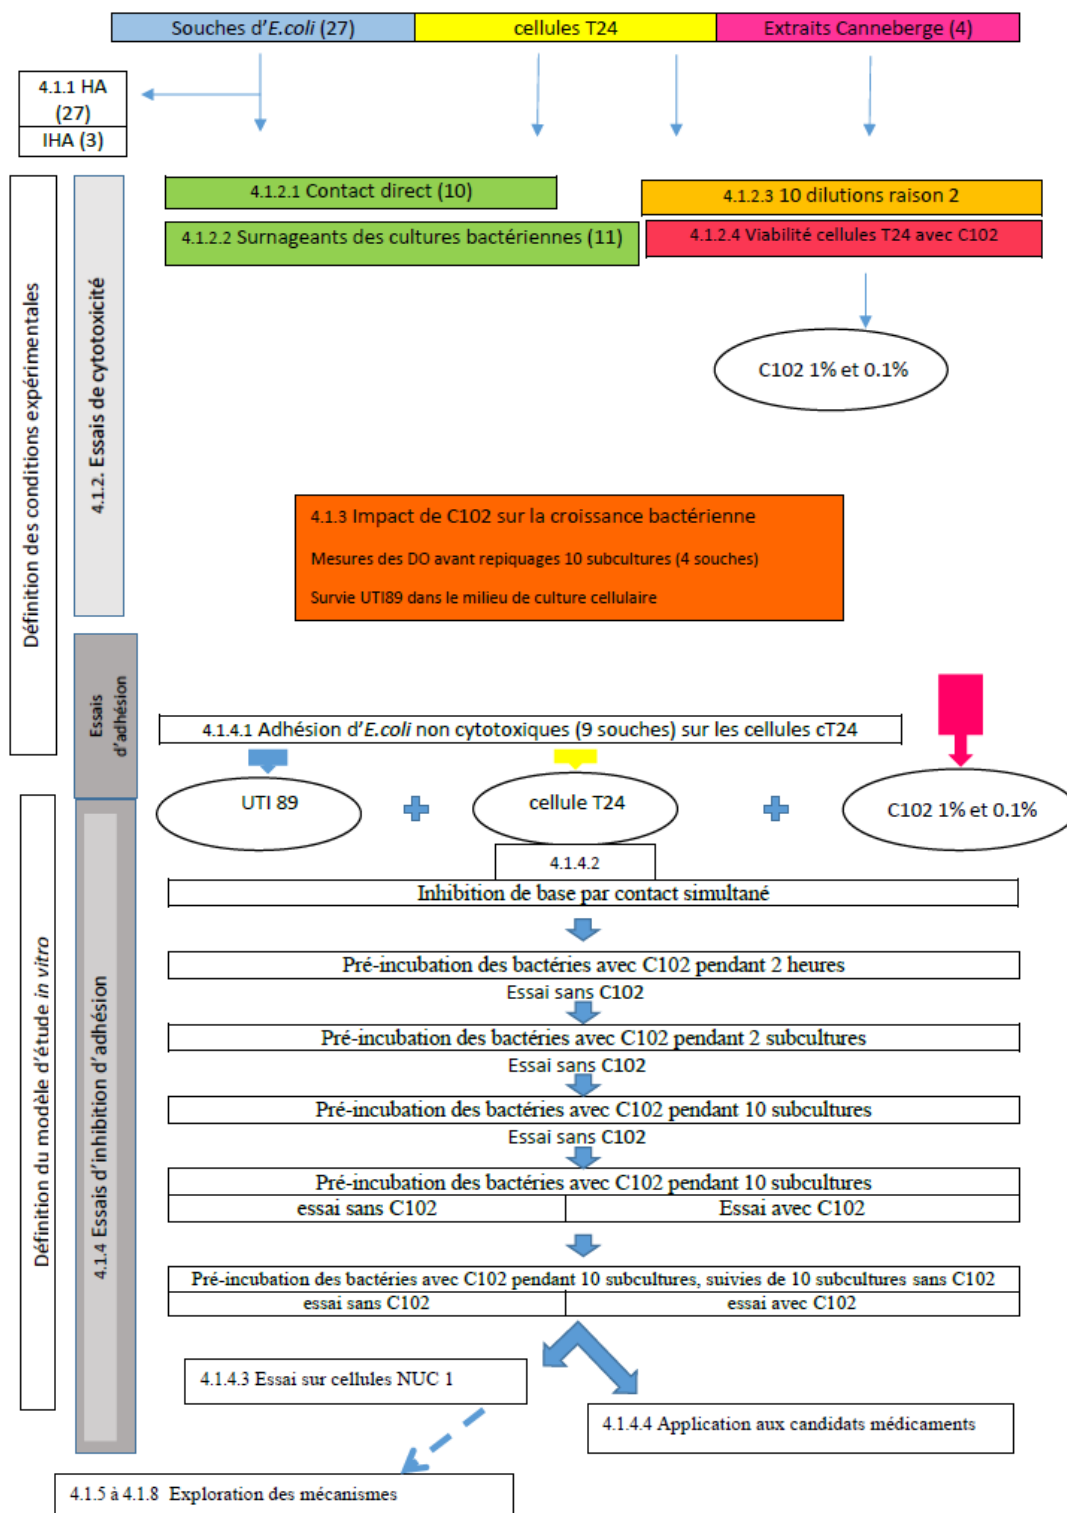 Souches d'E.coli (27)
cellules T24
Extraits Canneberge (4)
4.1.1 HA
(27)
IHA (3)
4.1.2.1 Contact direct (10)
4.1.2.3 10 dilutions raison 2
4.1.2.2 Surnageants des cultures bactériennes (11)
4.1.2.4 Viabilité cellules T24 avec C102
C102 1% et 0.1%
Définition des conditions expérimentales
4.1.2. Essais de cytotoxicité
4.1.3 Impact de C102 sur la croissance bactérienne
Mesures des DO avant repiquages 10 subcultures (4 souches)
Survie UTI89 dans le milieu de culture cellulaire
Essais
d'adhésion
4.1.4.1 Adhésion d'E.coli non cytotoxiques (9 souches) sur les cellules cT24
UTI 89
cellule T24
C102 1% et 0.1%
4.1.4.2
Inhibition de base par contact simultané
Définition du modèle d'étude in vitro
4.1.4 Essais d'inhibition d'adhésion
Pré-incubation des bactéries avec C102 pendant 2 heures
Essai sans C102
Pré-incubation des bactéries avec C102 pendant 2 subcultures
Essai sans C102
Pré-incubation des bactéries avec C102 pendant 10 subcultures
Essai sans C102
Pré-incubation des bactéries avec C102 pendant 10 subcultures
essai sans C102
Essai avec C102
Pré-incubation des bactéries avec C102 pendant 10 subcultures, suivies de 10 subcultures sans C102
essai sans C102
essai avec C102
4.1.4.3 Essai sur cellules NUC 1
4.1.4.4 Application aux candidats médicaments
4.1.5 à 4.1.8 Exploration des mécanismes